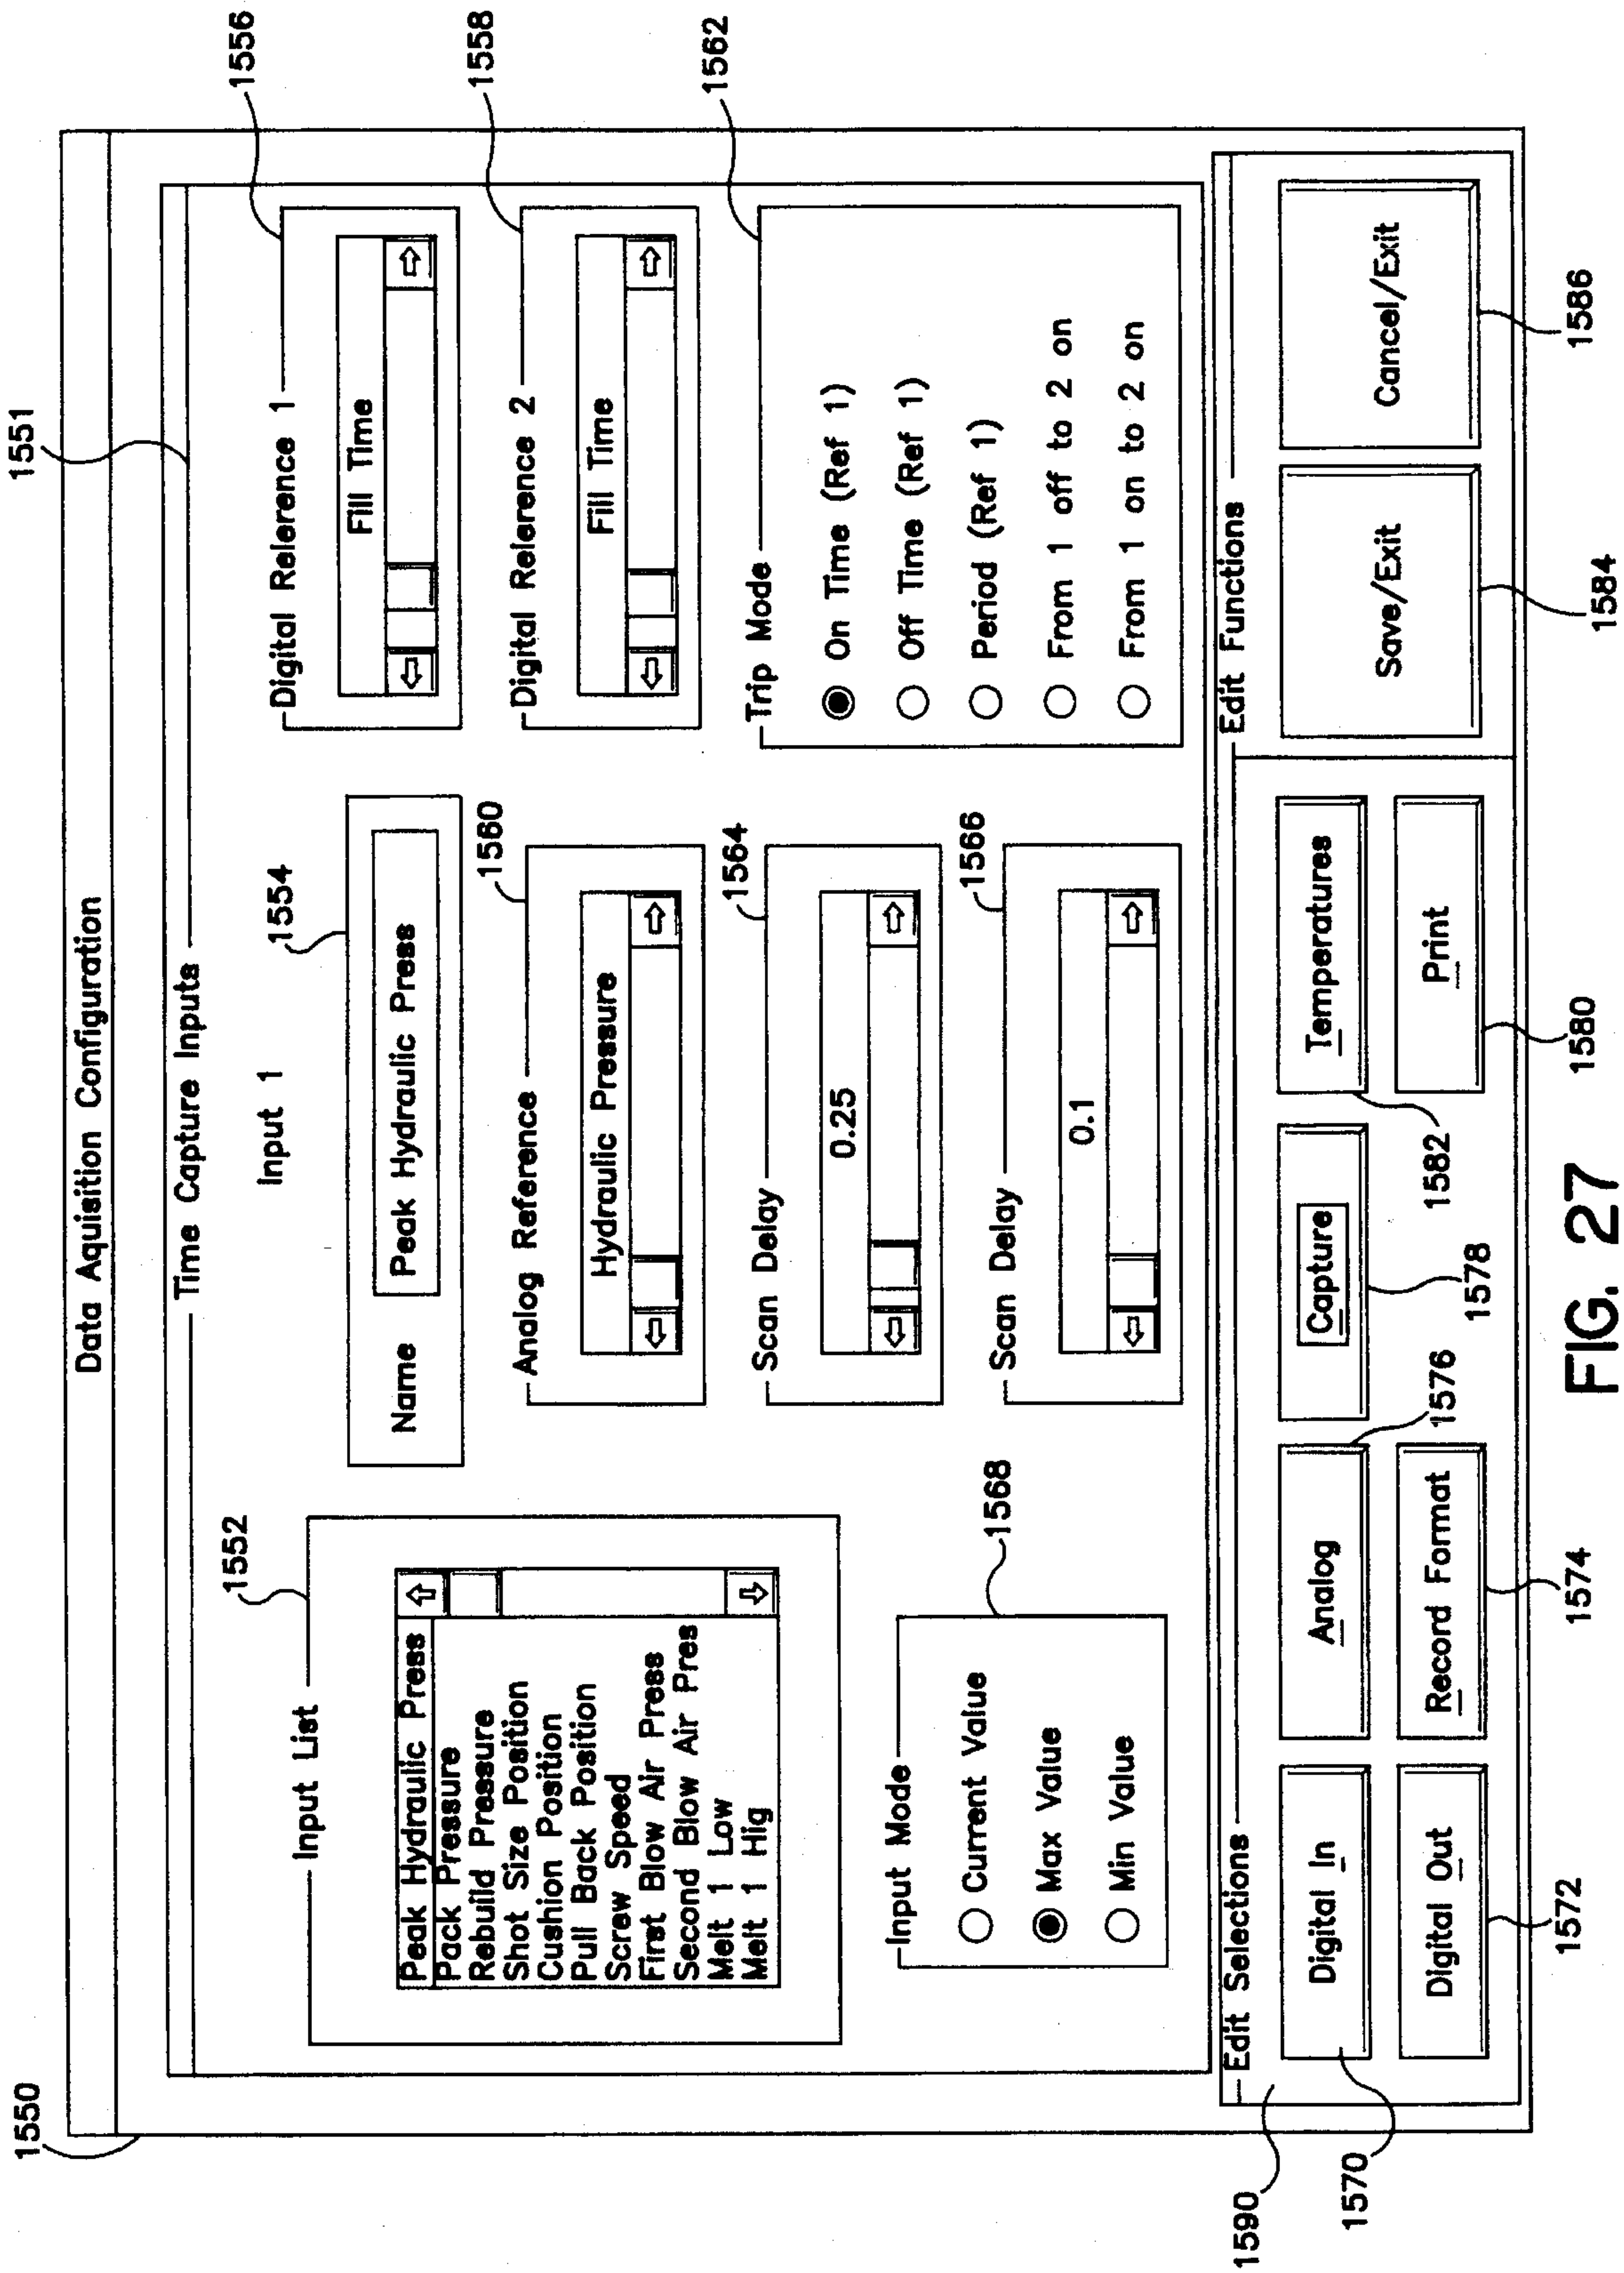 1550
1551
Data Aquisition Configuration
Time Capture Inputs
1552
Input List
Peak Hydraulic Press
Pack Pressure
Rebuild Pressure
Shot Size Position
Cushion Position
Pull Back Position
Screw Speed
First Blow Air Press
Second Blow Air Pres
Melt 1 Low
Melt 1 Hig
Input Mode
1568
Current Value
Max Value
Min Value
Input 1
1554
Name Peak Hydraulic Press
Analog Reference
1560
Hydraulic Pressure
Scan Delay
1564
0.25
Scan Delay
1566
0.1
Digital Relerence 1
1556
Fill Time
Digital Relerence 2
1558
Fill Time
Trip Mode
1562
On Time (Ref 1)
Off Time (Ref 1)
Period (Ref 1)
From 1 off to 2 on
From 1 on to 2 on
Edit Selections
Edit Functions
Digital In
Analog
Capture
Temperatures
Digital Out
Record Format
Print
Save/Exit
Cancel/Exit
1590
1570
1572
1574
1576
1578
1582
1580
1584
1586
FIG. 27